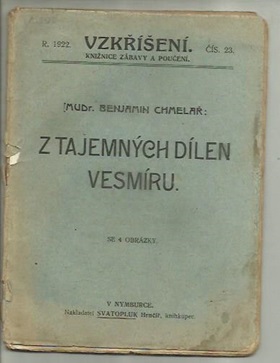 R. 1922. VZKŘÍŠENÍ. ČÍS. 23.
KNIŽNICE ZÁBAVY A POUČENÍ.
MUDr. BENJAMIN CHMELAŘ:
Z TAJEMNÝCH DÍLEN
VESMÍRU.
SE 4 OBRÁZKY.
V NYMBURCE.
Nakladatel SVATOPLUK Hrnčíř, knihkupec.